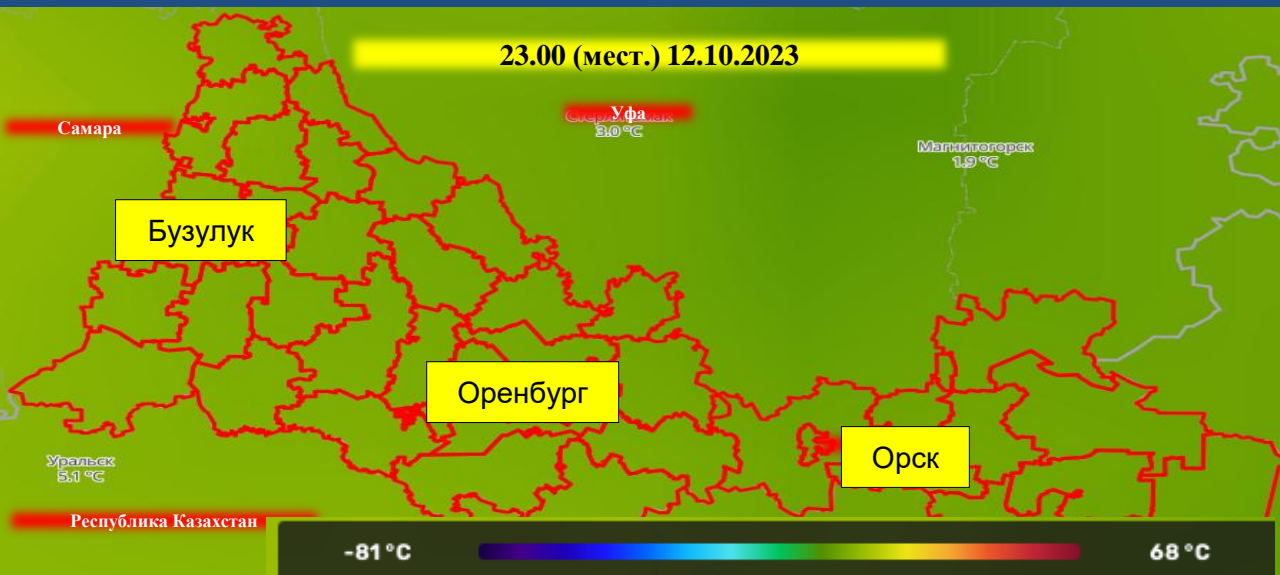 23.00 (мест.) 12.10.2023
Уфа
3.0 °C
Самара
Магнитогорск
1.9 °C
Бузулук
Оренбург
Орск
Уральск
5.1 °C
Республика Казахстан
-81°C
68°C